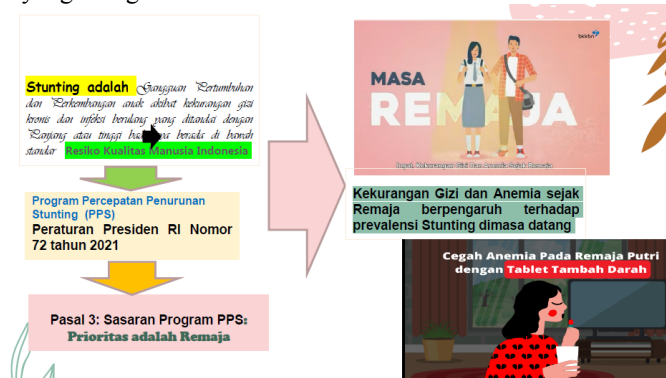 Stunting adalah Gangguan Pertumbuhan
dan Perkembangan anak akibat kekurangan gizi
kronis dan infeksi berulang yang ditandai dengan
Panjang atau tinggi berada di bawah
standar Resiko Kualitas Manusia Indonesia
Program Percepatan Penurunan
Stunting (PPS)
Peraturan Presiden RI Nomor
72 tahun 2021
Pasal 3: Sasaran Program PPS:
Prioritas adalah Remaja
bkkbn
MASA
REMAJA
Ingat, Kekurangan Gizi dan Anemia Sejak Remaja
Kekurangan Gizi dan Anemia sejak
Remaja berpengaruh terhadap
prevalensi Stunting dimasa datang
Cegah Anemia Pada Remaja Putri
dengan Tablet Tambah Darah